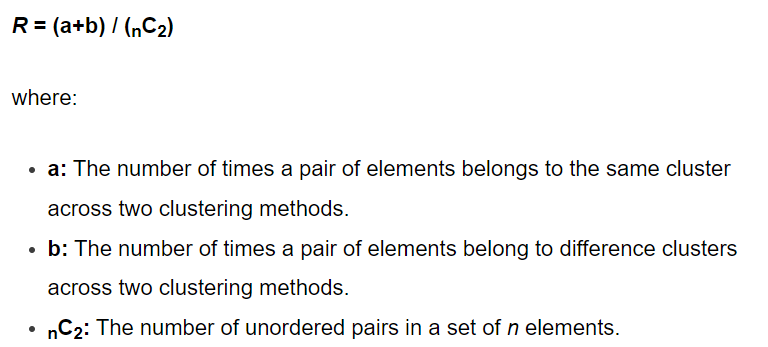 R = (a+b) / (nC2)
where:
• a: The number of times a pair of elements belongs to the same cluster
across two clustering methods.
• b: The number of times a pair of elements belong to difference clusters
across two clustering methods.
• nC2: The number of unordered pairs in a set of n elements.